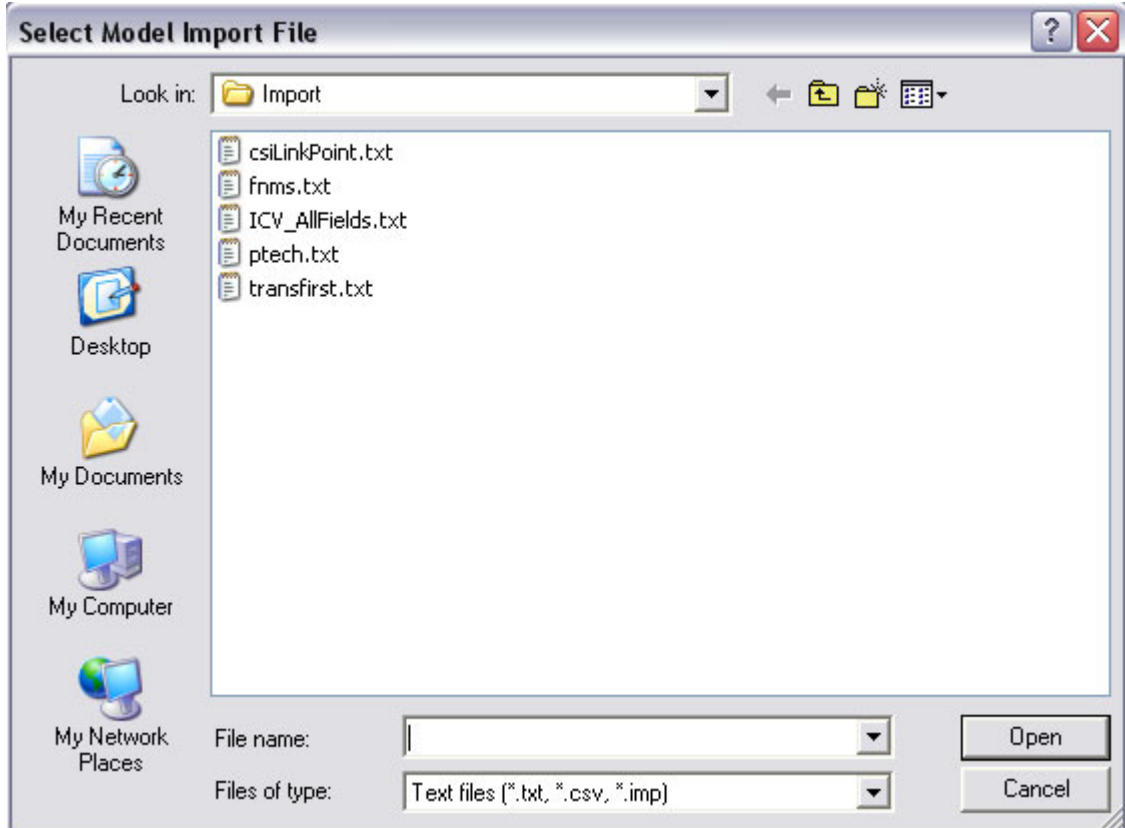 Select Model Import File
?
Look in: Import
csiLinkPoint.txt
fnms.txt
ICV_AllFields.txt
ptech.txt
transfirst.txt
My Recent
Documents
Desktop
My Documents
My Computer
My Network
Places
File name:
Open
Files of type: Text files (*.txt, *.csv, *.imp)
Cancel